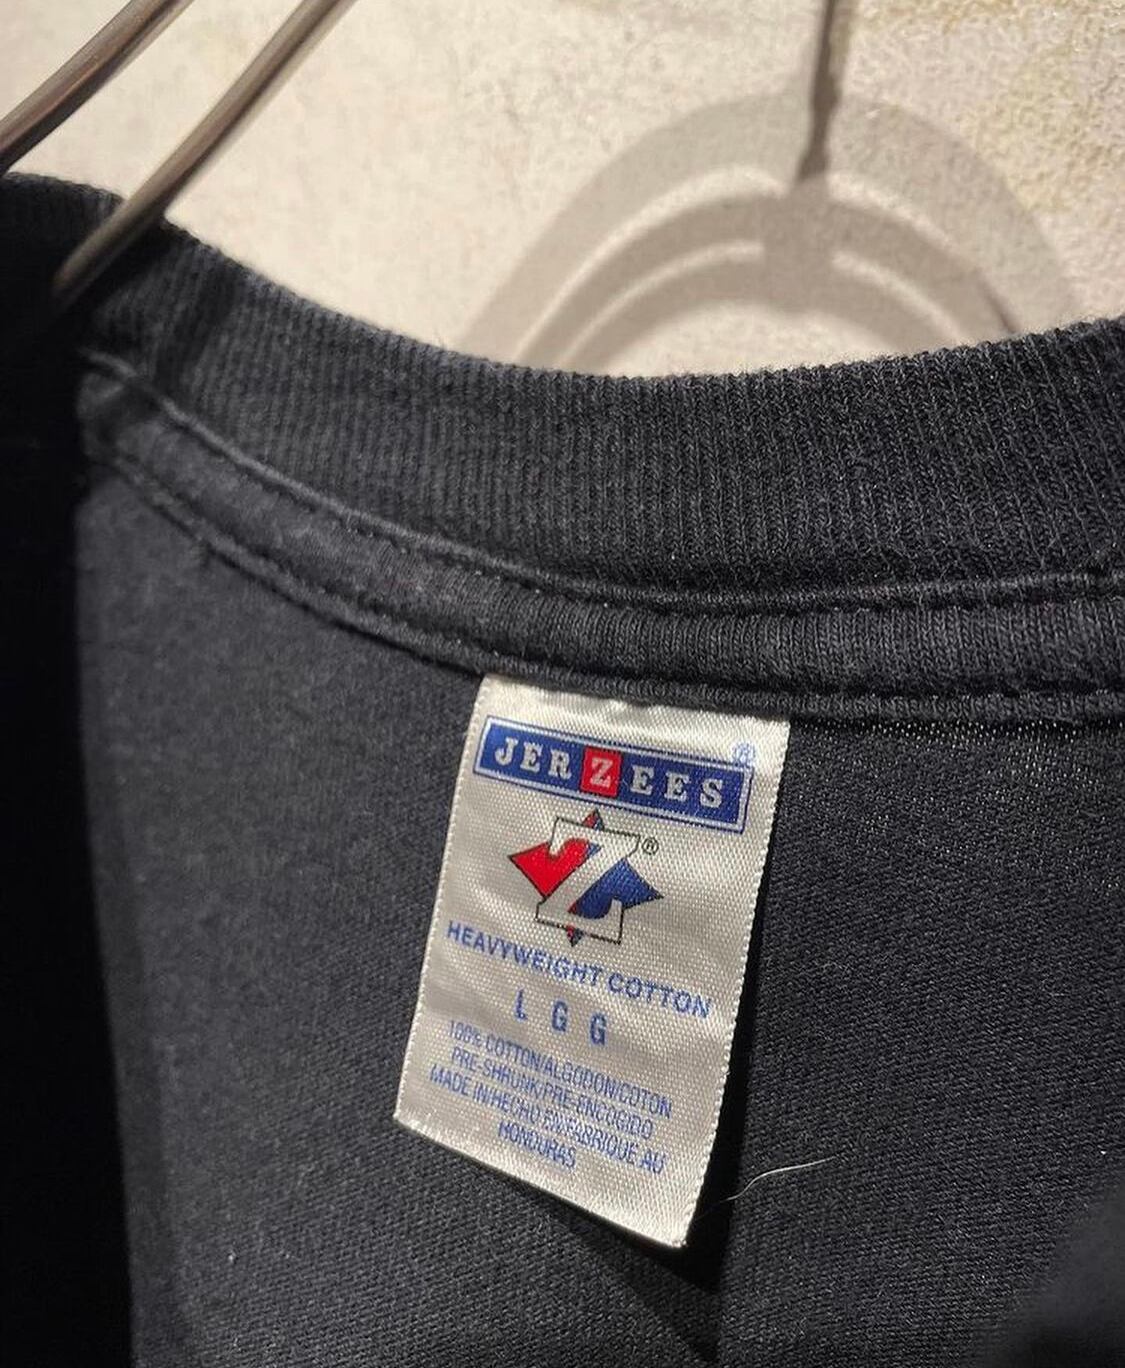 JERZEES®
Z®
HEAVYWEIGHT COTTON
L G G
100% COTTON/ALGODON/COTON
PRE-SHRUNK/PRE-ENCOGIDO
MADE IN/HECHO EN/FABRIQUE AU
HONDURAS